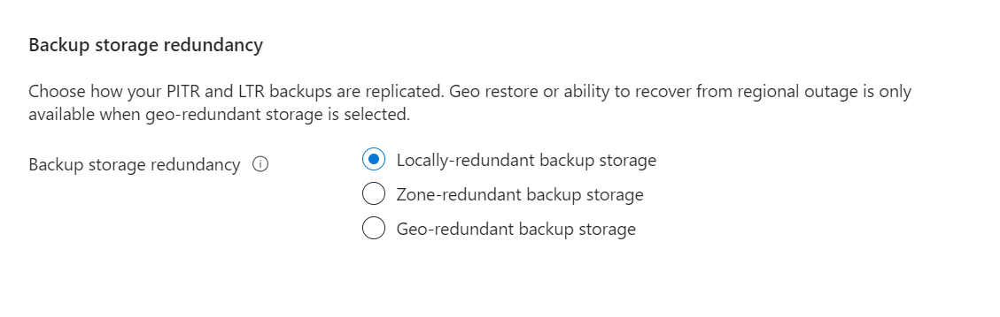 Backup storage redundancy
Choose how your PITR and LTR backups are replicated. Geo restore or ability to recover from regional outage is only
available when geo-redundant storage is selected.
Backup storage redundancy
Locally-redundant backup storage
Zone-redundant backup storage
Geo-redundant backup storage